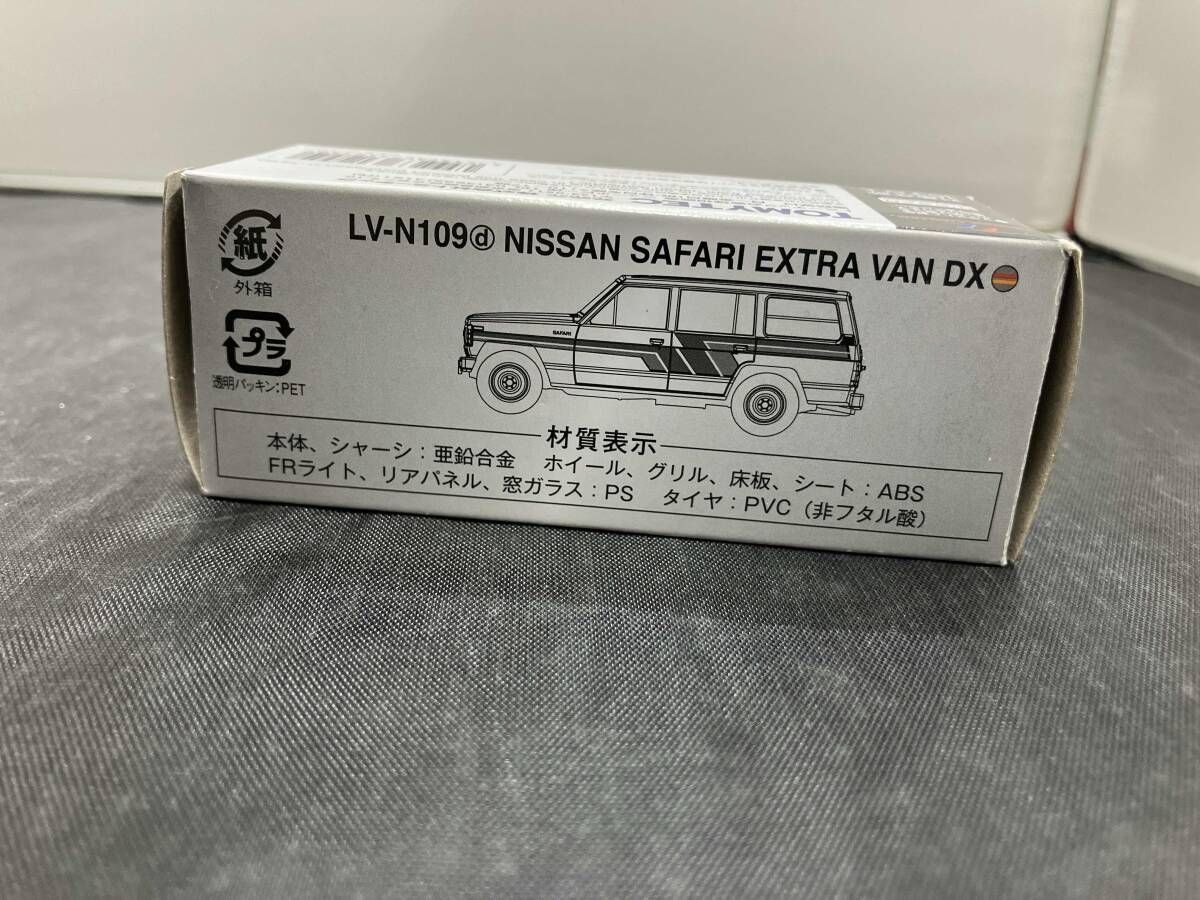 TOMYTEC
LV-N109ⓓ NISSAN SAFARI EXTRA VAN DX
紙
外箱
プラ
透明パッキン:PET
SAFARI
材質表示
本体、シャーシ:亜鉛合金 ホイール、グリル、床板、シート:ABS
FRライト、リアパネル、窓ガラス:PS タイヤ:PVC(非フタル酸)